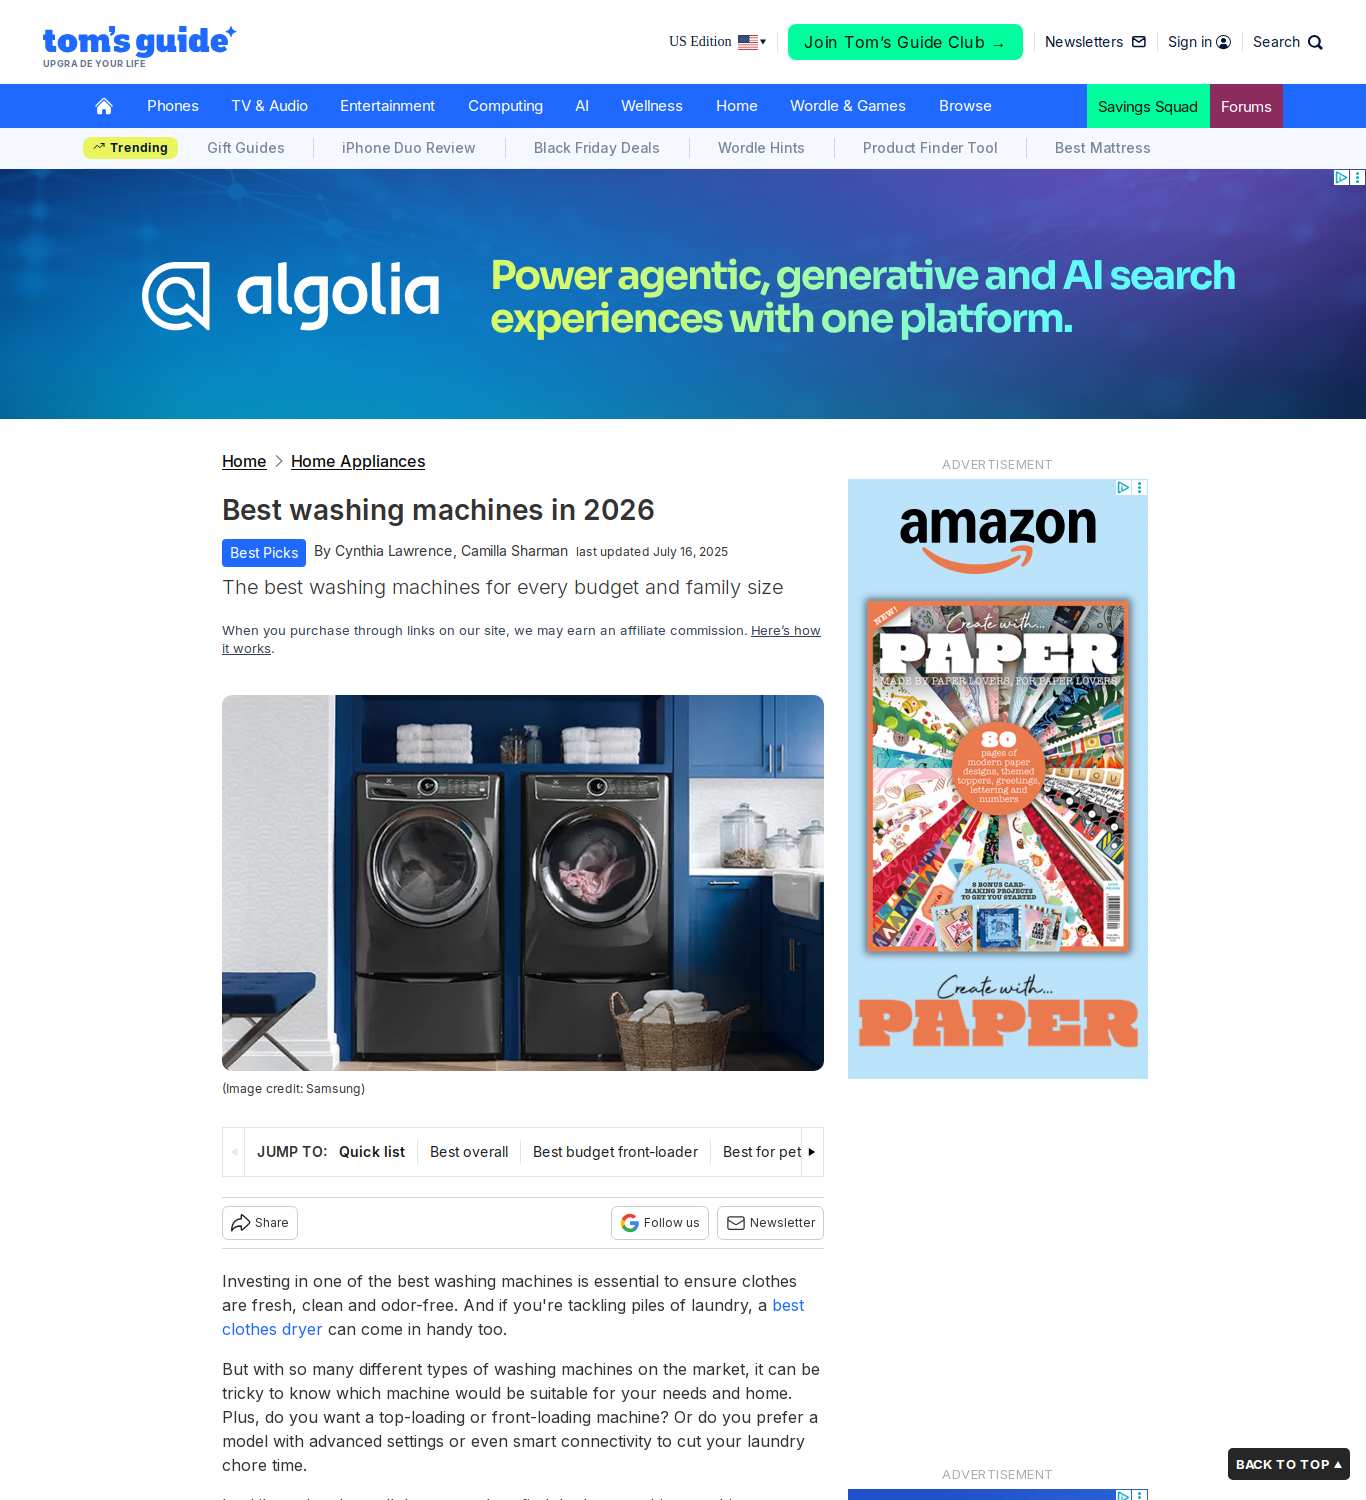 tom's guide
UPGRADE YOUR LIFE
US Edition
Join Tom's Guide Club →
Newsletters
Sign in
Search
Phones
TV & Audio
Entertainment
Computing
AI
Wellness
Home
Wordle & Games
Browse
Savings Squad
Forums
Trending
Gift Guides
iPhone Duo Review
Black Friday Deals
Wordle Hints
Product Finder Tool
Best Mattress
algolia
Power agentic, generative and AI search
experiences with one platform.
Home
Home Appliances
Best washing machines in 2026
Best Picks
By Cynthia Lawrence, Camilla Sharman
last updated July 16, 2025
The best washing machines for every budget and family size
When you purchase through links on our site, we may earn an affiliate commission. Here's how
it works.
(Image credit: Samsung)
JUMP TO:
Quick list
Best overall
Best budget front-loader
Best for pet
Share
Follow us
Newsletter
Investing in one of the best washing machines is essential to ensure clothes
are fresh, clean and odor-free. And if you're tackling piles of laundry, a best
clothes dryer can come in handy too.
But with so many different types of washing machines on the market, it can be
tricky to know which machine would be suitable for your needs and home.
Plus, do you want a top-loading or front-loading machine? Or do you prefer a
model with advanced settings or even smart connectivity to cut your laundry
chore time.
ADVERTISEMENT
amazon
NEW!
Create with...
PAPER
MADE BY PAPER LOVERS, FOR PAPER LOVERS
80
pages of
modern paper
designs, themed
toppers, greetings,
lettering and
numbers
Plus
8 BONUS CARD-
MAKING PROJECTS
TO GET YOU STARTED
Create with...
PAPER
ADVERTISEMENT
BACK TO TOP